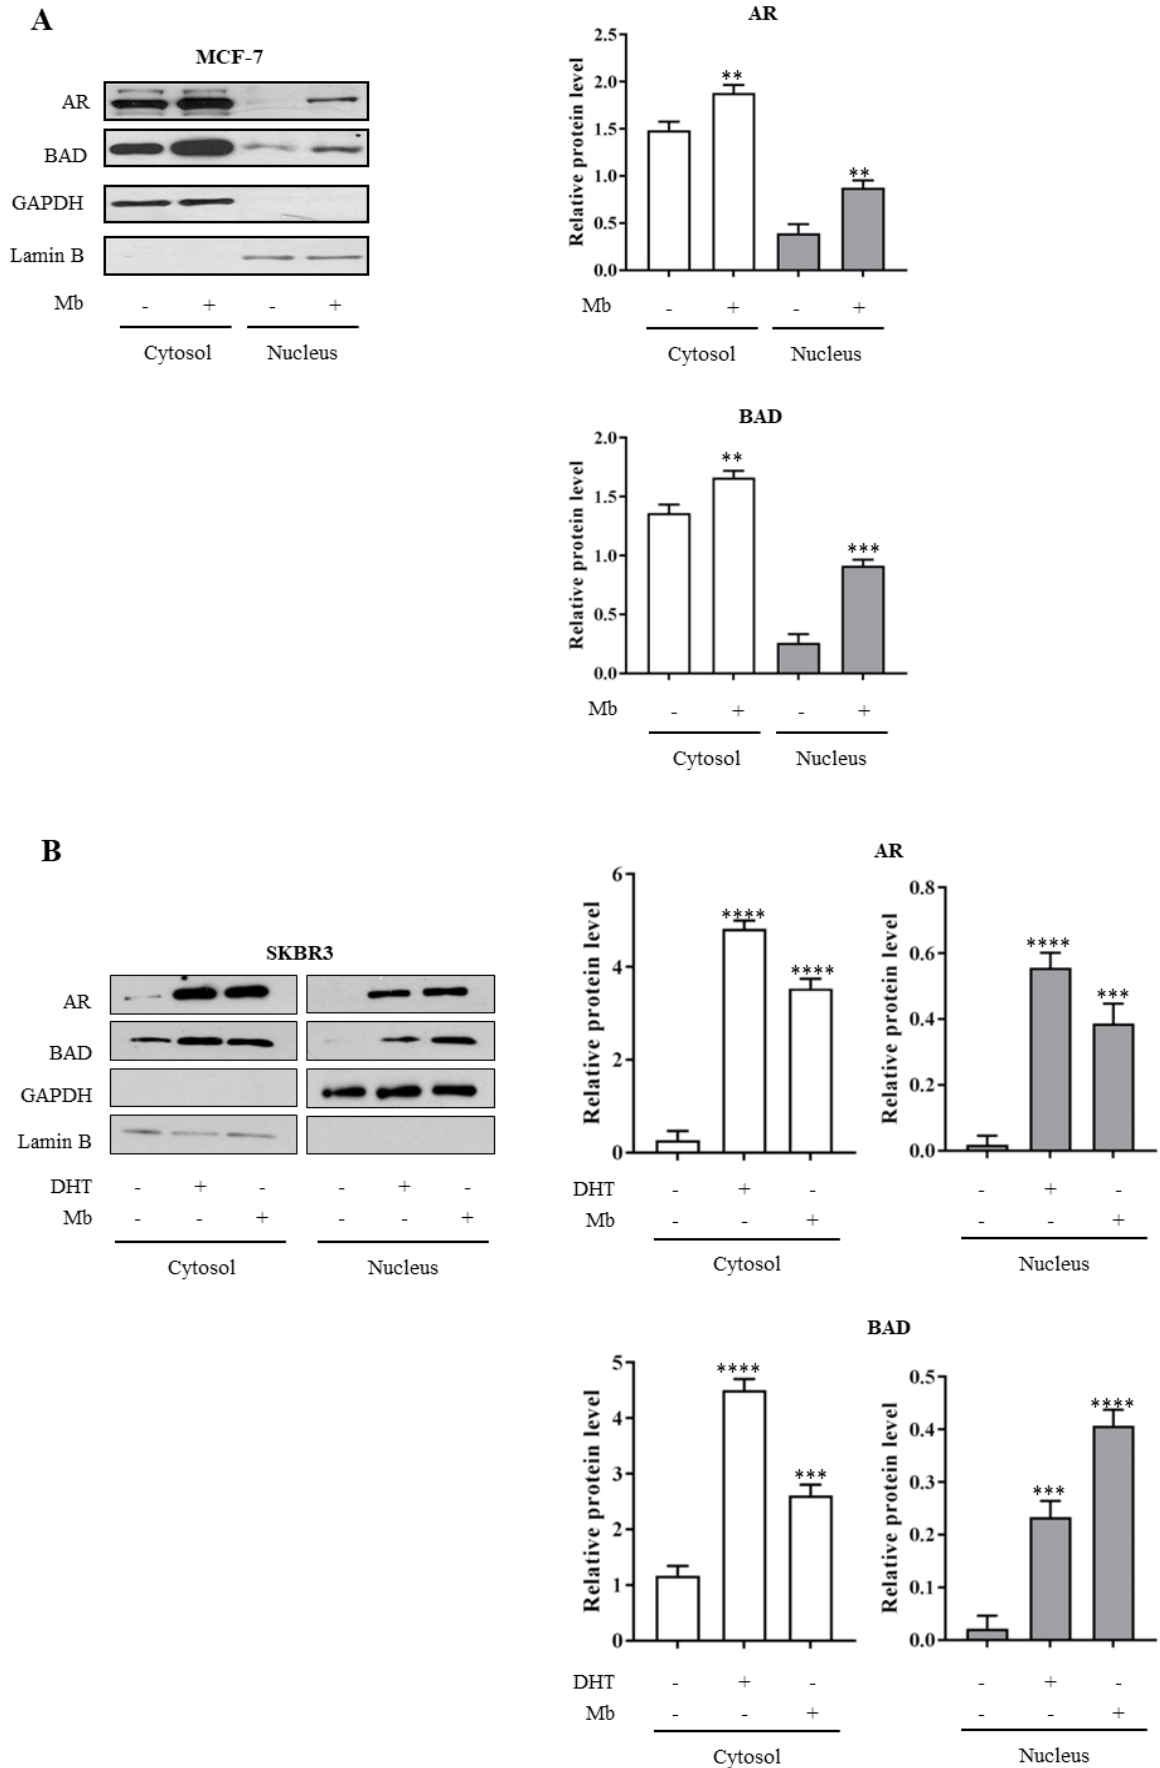 A
MCF-7
AR
BAD
GAPDH
Lamin B
Mb - + - +
Cytosol Nucleus
AR
Relative protein level
2.5
2.0
1.5
1.0
0.5
0.0
** **
Mb - + - +
Cytosol Nucleus
BAD
Relative protein level
2.0
1.5
1.0
0.5
0.0
** ***
Mb - + - +
Cytosol Nucleus
B
SKBR3
AR
BAD
GAPDH
Lamin B
DHT - + - - + -
Mb - - + - - +
Cytosol Nucleus
AR
Relative protein level
6
4
2
0
**** ****
DHT - + -
Mb - - +
Cytosol
Relative protein level
0.8
0.6
0.4
0.2
0.0
**** ***
- + -
- - +
Nucleus
BAD
Relative protein level
5
4
3
2
1
0
**** ***
DHT - + -
Mb - - +
Cytosol
Relative protein level
0.5
0.4
0.3
0.2
0.1
0.0
*** ****
- + -
- - +
Nucleus